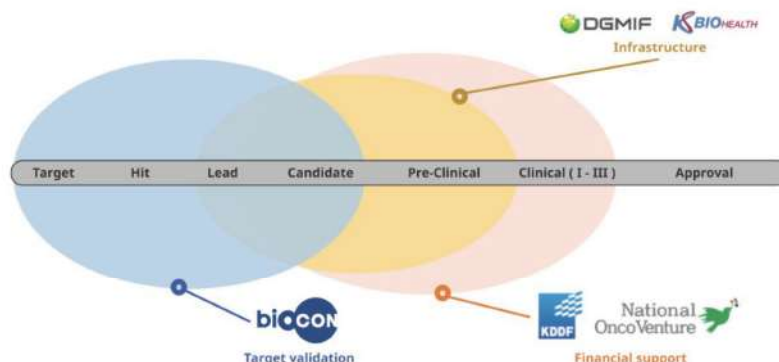 DGMIF KBIOHEALTH
Infrastructure
Target Hit Lead Candidate Pre-Clinical Clinical ( I - III ) Approval
biOCON
Target validation
KDDF
National
OncoVenture
Financial support